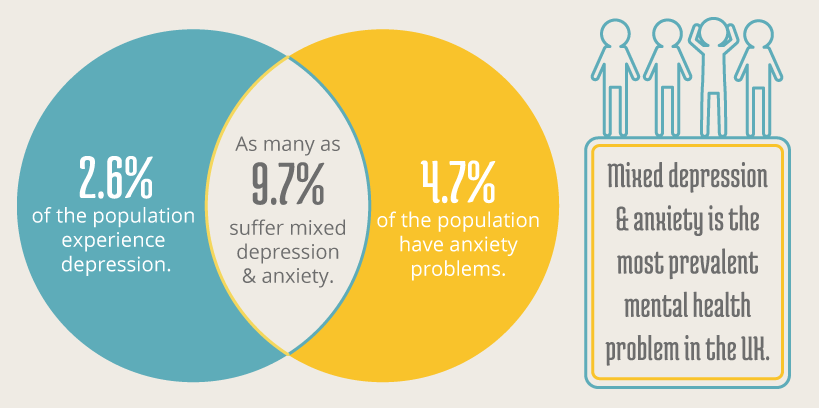 2.6%
of the population
experience
depression.
As many as
9.7%
suffer mixed
depression
& anxiety.
4.7%
of the population
have anxiety
problems.
Mixed depression
& anxiety is the
most prevalent
mental health
problem in the UK.